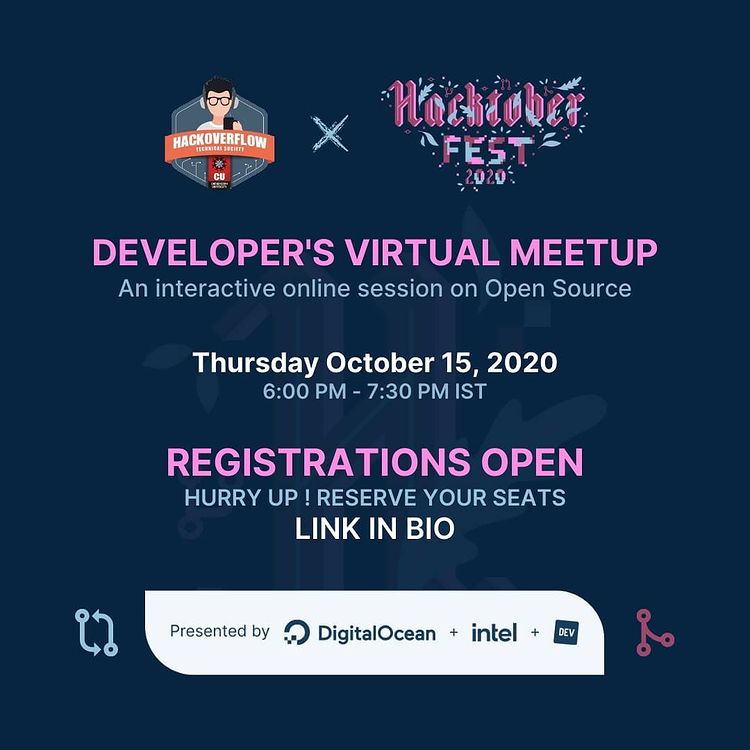 HACKOVERFLOW
TECHNICAL SOCIETY
CU
Hacktober
FEST
2020
DEVELOPER'S VIRTUAL MEETUP
An interactive online session on Open Source
Thursday October 15, 2020
6:00 PM - 7:30 PM IST
REGISTRATIONS OPEN
HURRY UP ! RESERVE YOUR SEATS
LINK IN BIO
Presented by DigitalOcean + intel + DEV